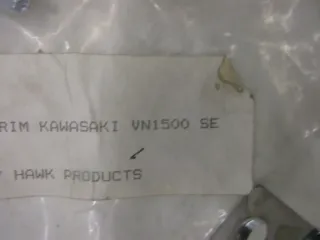 RIM KAWASAKI VN1500 SE
HAWK PRODUCTS